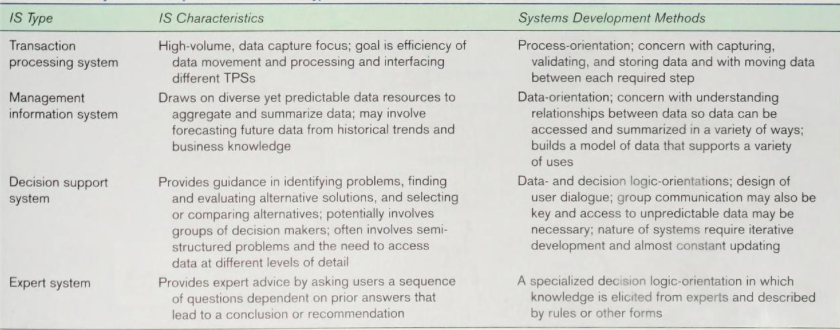 IS Type IS Characteristics Systems Development Methods
Transaction processing system
High-volume, data capture focus; goal is efficiency of
data movement and processing and interfacing
different TPSs
Process-orientation; concern with capturing,
validating, and storing data and with moving data
between each required step
Management information system
Draws on diverse yet predictable data resources to
aggregate and summarize data; may involve
forecasting future data from historical trends and
business knowledge
Data-orientation; concern with understanding
relationships between data so data can be
accessed and summarized in a variety of ways;
builds a model of data that supports a variety
of uses
Decision support system
Provides guidance in identifying problems, finding
and evaluating alternative solutions, and selecting
or comparing alternatives; potentially involves
groups of decision makers; often involves semi-
structured problems and the need to access
data at different levels of detail
Data- and decision logic-orientations; design of
user dialogue; group communication may also be
key and access to unpredictable data may be
necessary; nature of systems require iterative
development and almost constant updating
Expert system
Provides expert advice by asking users a sequence
of questions dependent on prior answers that
lead to a conclusion or recommendation
A specialized decision logic-orientation in which
knowledge is elicited from experts and described
by rules or other forms